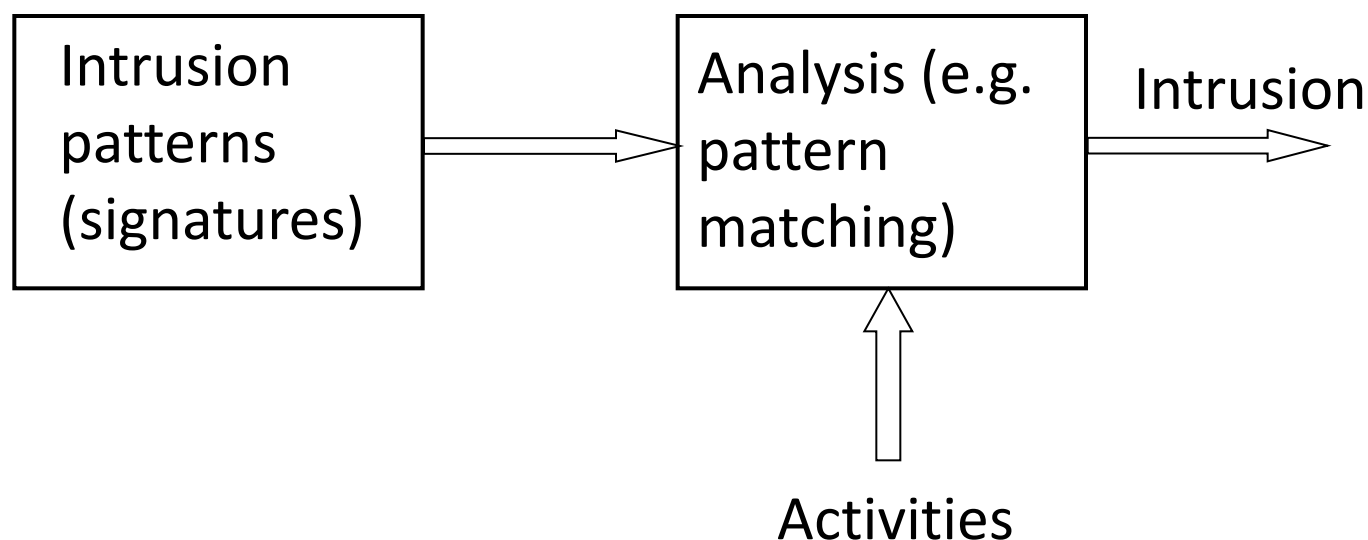 Intrusion
patterns
(signatures)
Analysis (e.g.
pattern
matching)
Intrusion
Activities